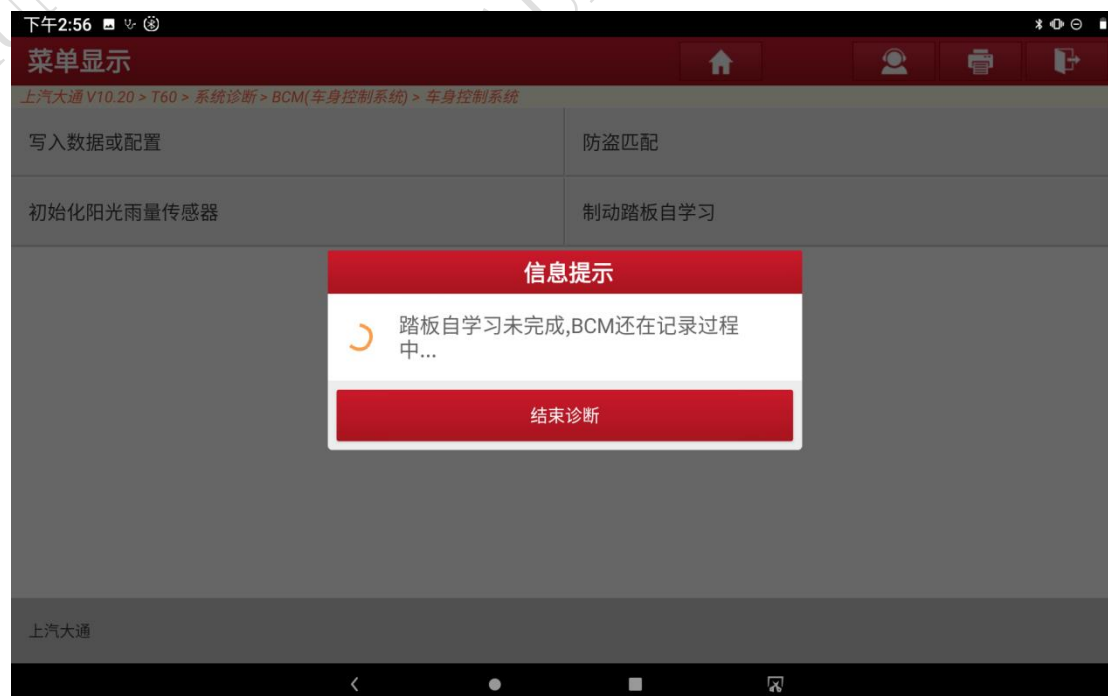 下午2:56
菜单显示
上汽大通 V10.20 > T60 > 系统诊断 > BCM(车身控制系统) > 车身控制系统
写入数据或配置
防盗匹配
初始化阳光雨量传感器
制动踏板自学习
信息提示
踏板自学习未完成,BCM还在记录过程
中...
结束诊断
上汽大通